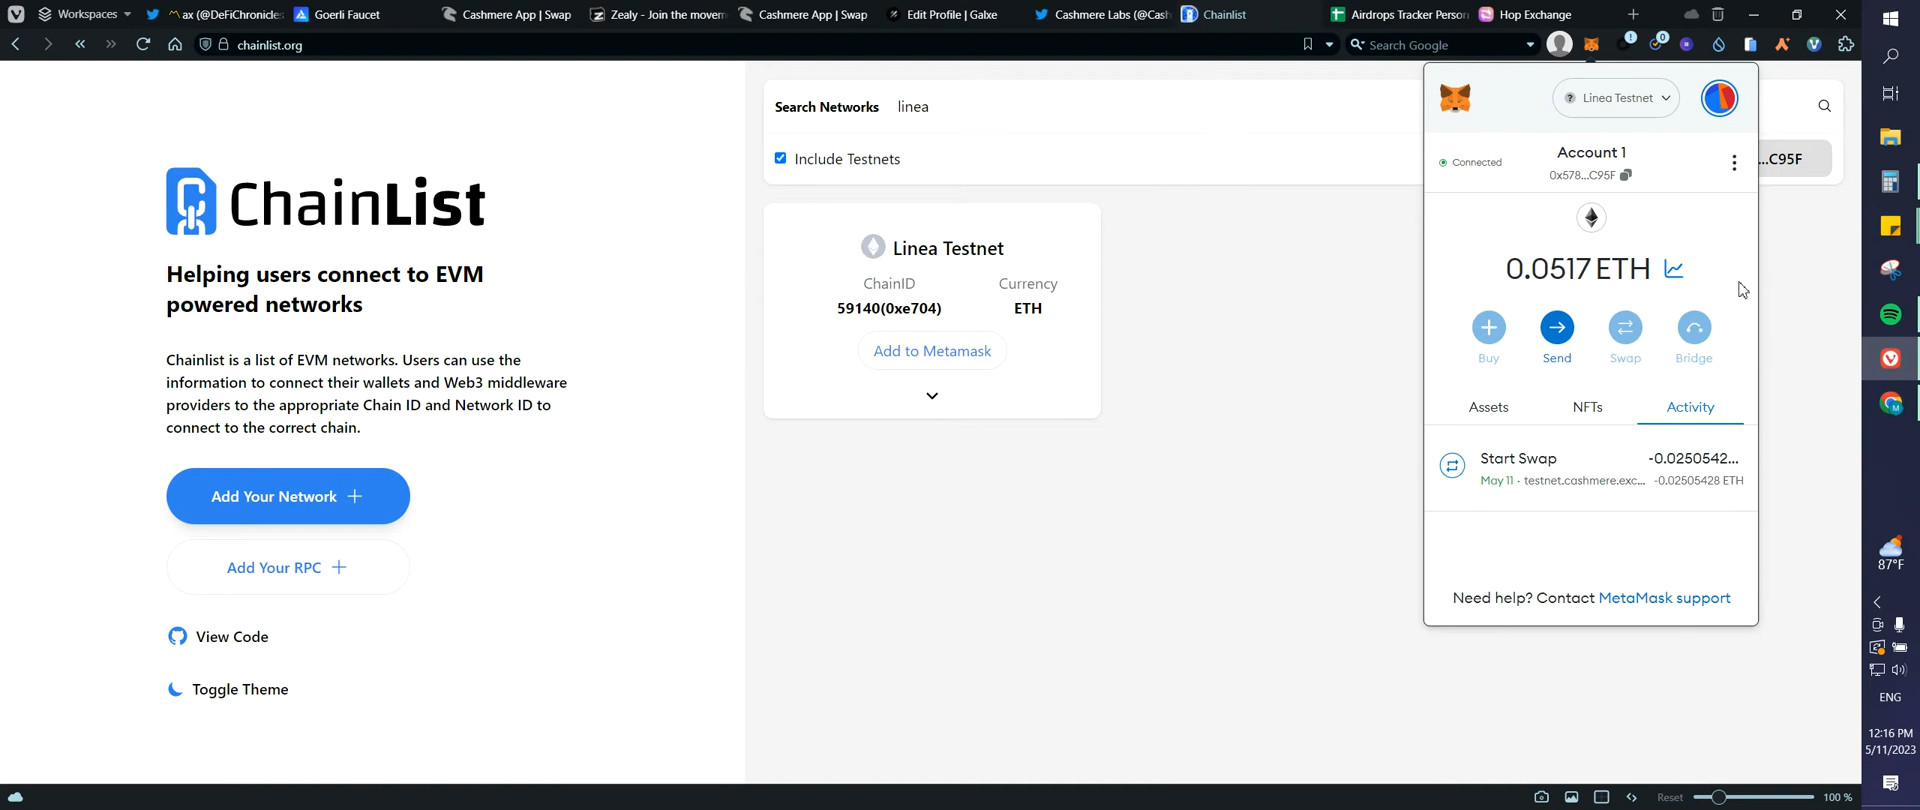 Workspaces
ax (@DeFiChronicle
Goerli Faucet
Cashmere App | Swap
Zealy - Join the movem
Cashmere App | Swap
Edit Profile | Galxe
Cashmere Labs (@Cash
Chainlist
Airdrops Tracker Person
Hop Exchange
chainlist.org
Search Google
ChainList
Helping users connect to EVM
powered networks
Chainlist is a list of EVM networks. Users can use the
information to connect their wallets and Web3 middleware
providers to the appropriate Chain ID and Network ID to
connect to the correct chain.
Add Your Network
Add Your RPC
View Code
Toggle Theme
Search Networks linea
Include Testnets
...C95F
Linea Testnet
ChainID Currency
59140(0xe704) ETH
Add to Metamask
? Linea Testnet
Connected
Account 1
0x578...C95F
0.0517 ETH
Buy Send Swap Bridge
Assets NFTs Activity
Start Swap -0.0250542...
May 11 · testnet.cashmere.exc... -0.02505428 ETH
Need help? Contact MetaMask support
87°F
ENG
12:16 PM
5/11/2023
Reset 100 %